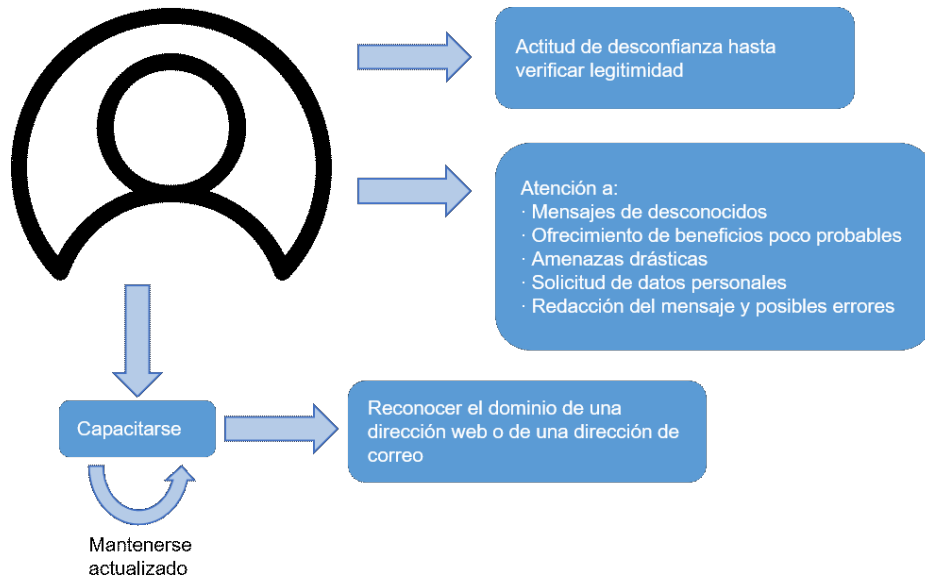 Actitud de desconfianza hasta
verificar legitimidad
Atención a:
· Mensajes de desconocidos
· Ofrecimiento de beneficios poco probables
· Amenazas drásticas
· Solicitud de datos personales
· Redacción del mensaje y posibles errores
Capacitarse
Reconocer el dominio de una
dirección web o de una dirección de
correo
Mantenerse
actualizado